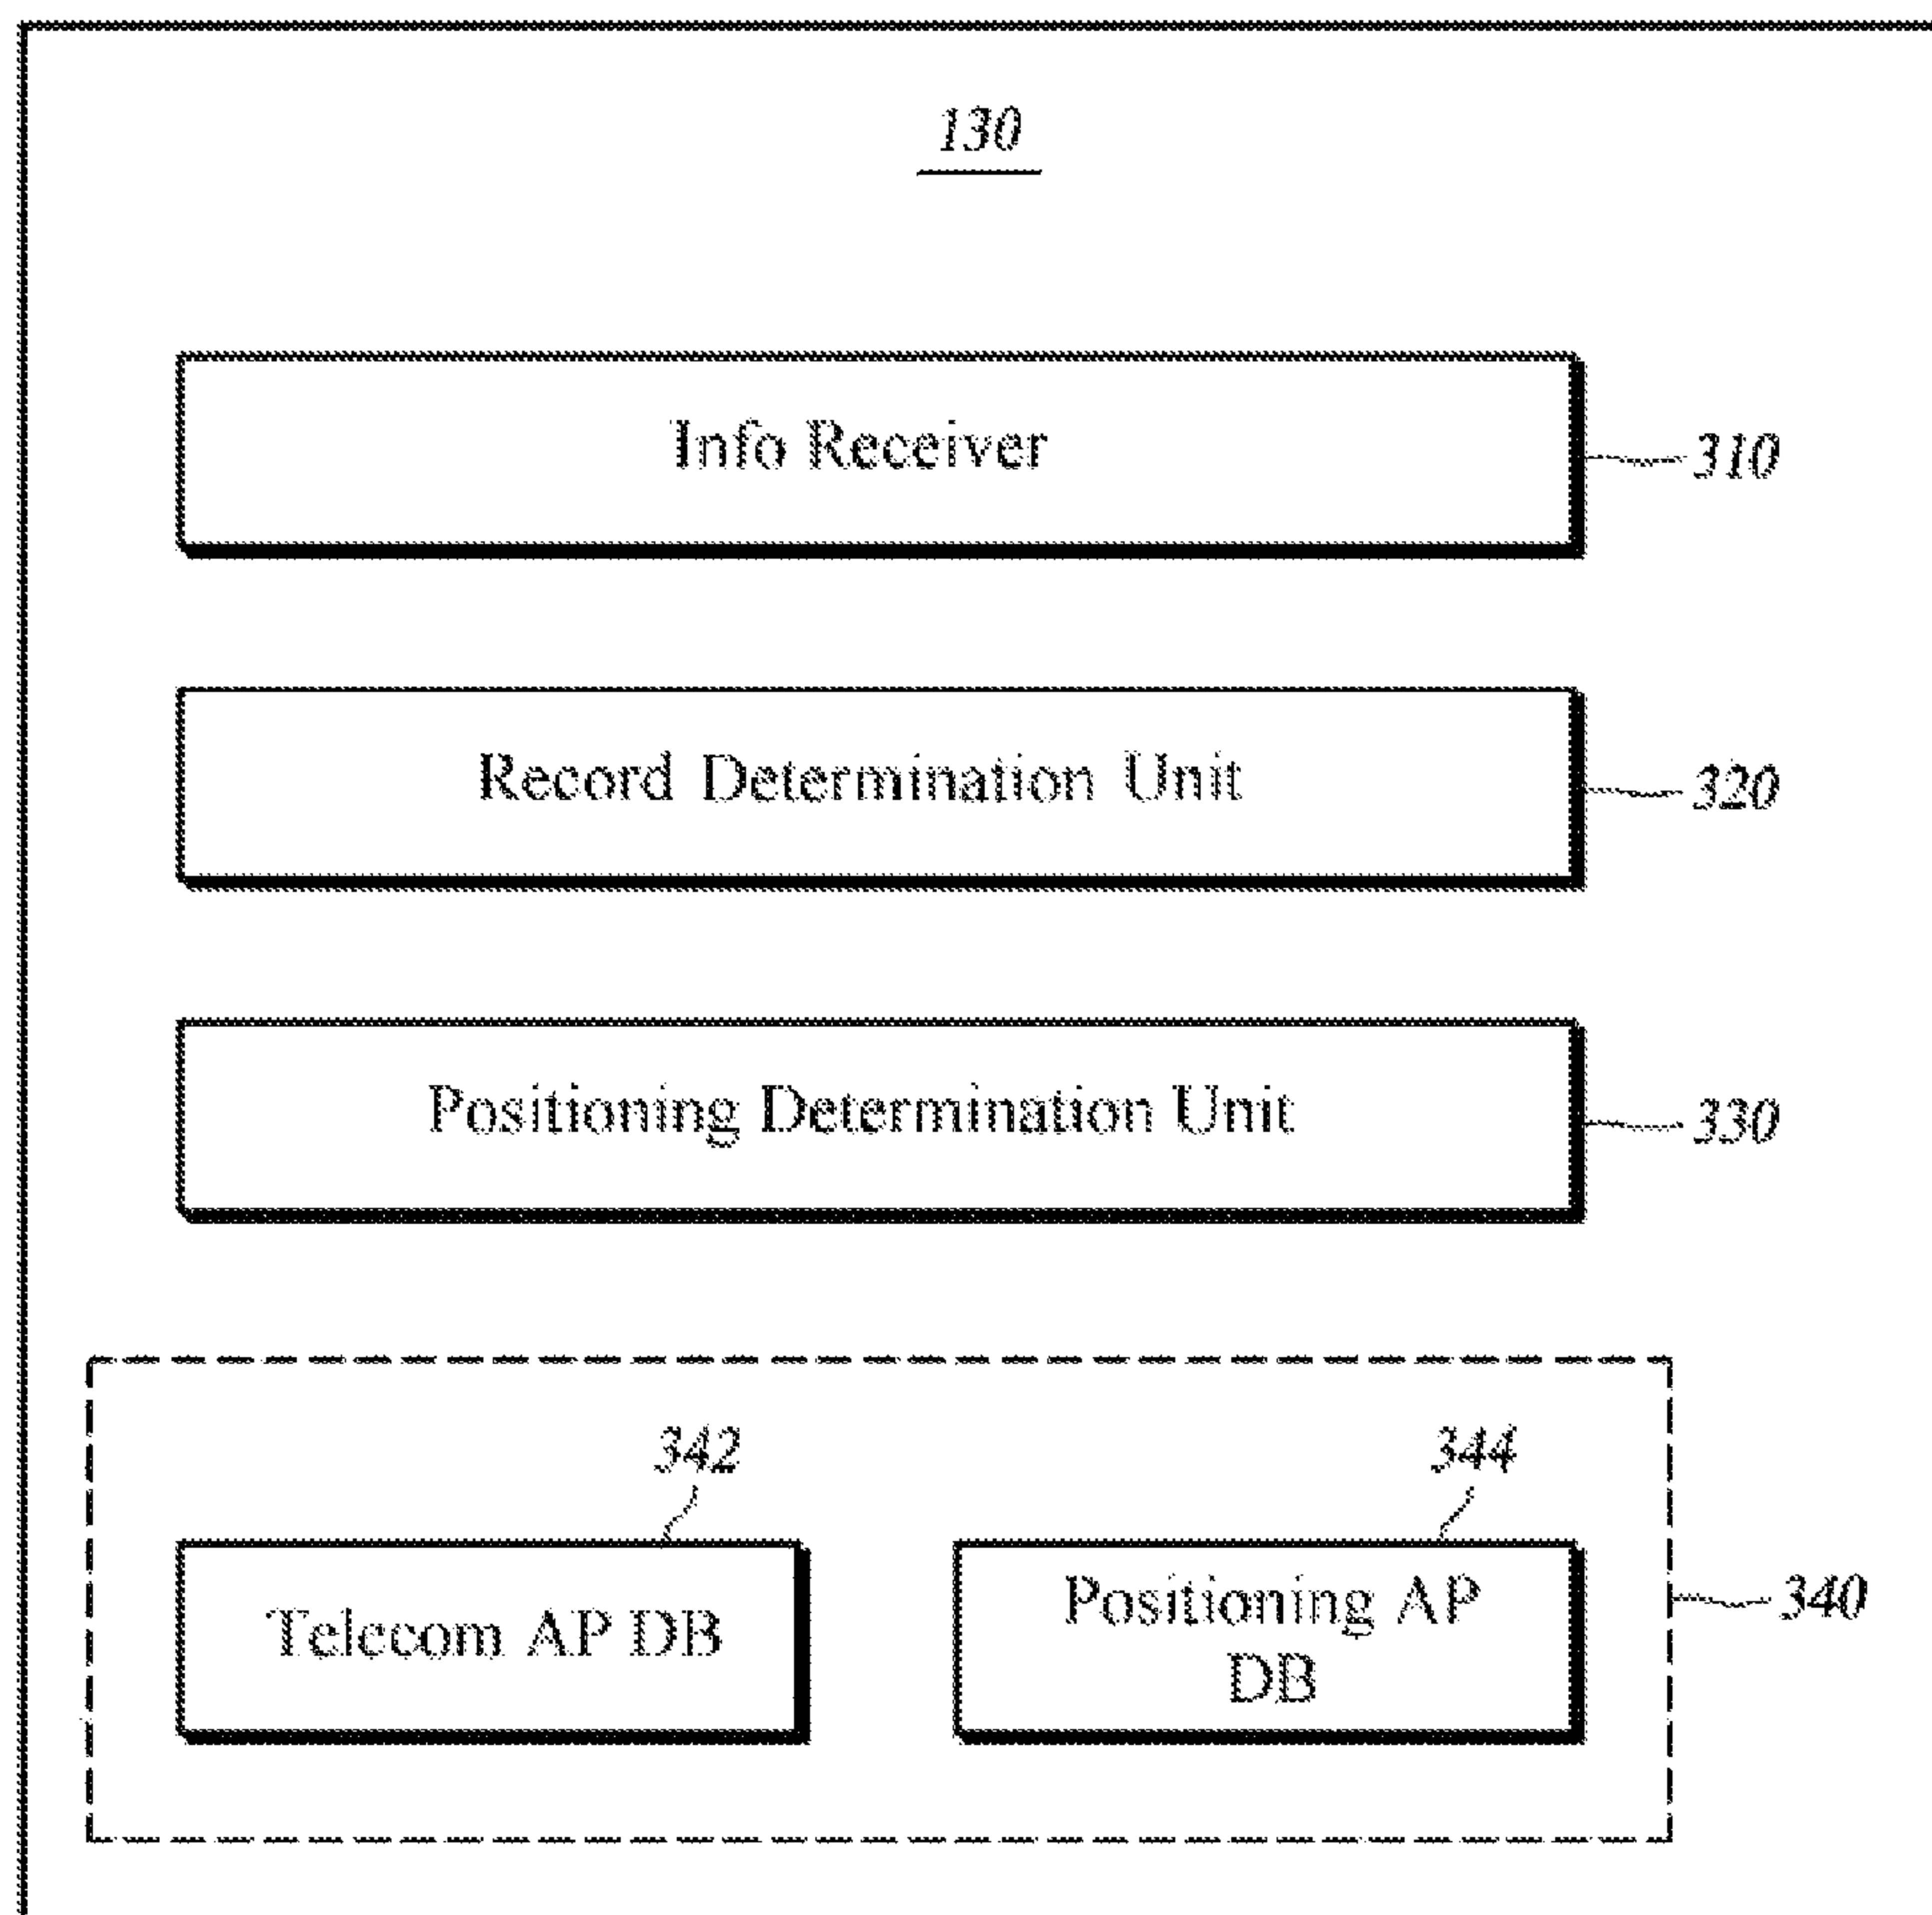 130
Info Receiver
310
Record Determination Unit
320
Positioning Determination Unit
330
342
344
Telecom AP DB
Positioning AP
DB
340